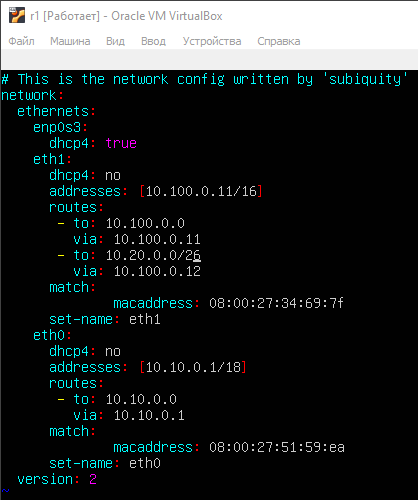 r1 [Работает] - Oracle VM VirtualBox
Файл Машина Вид Ввод Устройства Справка
# This is the network config written by 'subiquity'
network:
  ethernets:
    enp0s3:
      dhcp4: true
    eth1:
      dhcp4: no
      addresses: [10.100.0.11/16]
      routes:
       - to: 10.100.0.0
         via: 10.100.0.11
       - to: 10.20.0.0/26
         via: 10.100.0.12
      match:
              macaddress: 08:00:27:34:69:7f
      set-name: eth1
    eth0:
      dhcp4: no
      addresses: [10.10.0.1/18]
      routes:
       - to: 10.10.0.0
         via: 10.10.0.1
      match:
              macaddress: 08:00:27:51:59:ea
      set-name: eth0
  version: 2
~